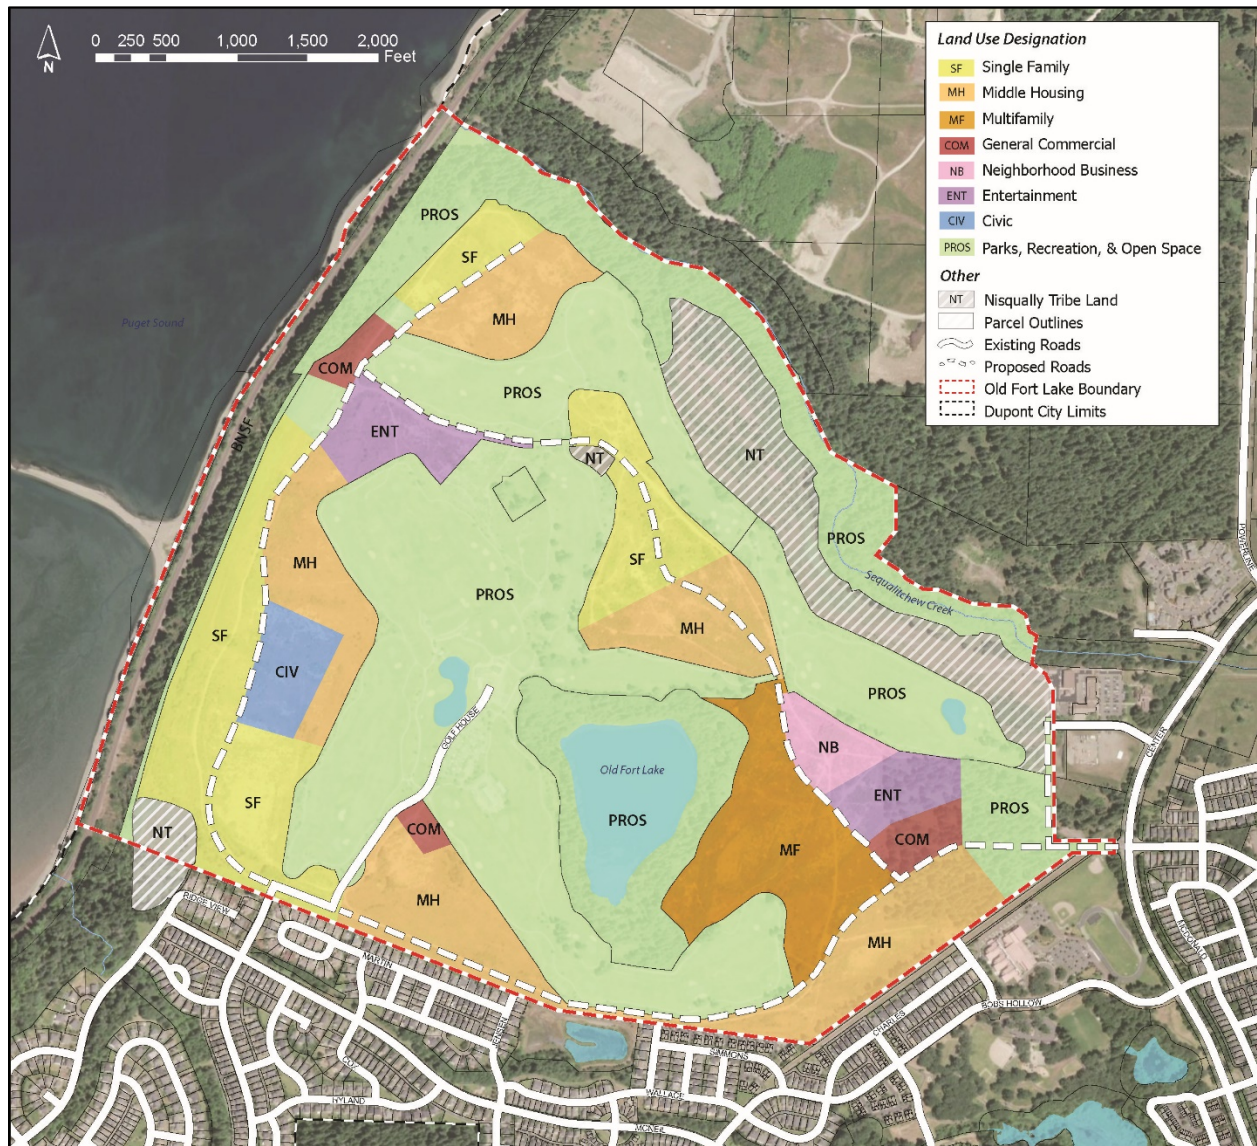 N
0 250 500 1,000 1,500 2,000
Feet
Land Use Designation
SF Single Family
MH Middle Housing
MF Multifamily
COM General Commercial
NB Neighborhood Business
ENT Entertainment
CIV Civic
PROS Parks, Recreation, & Open Space
Other
NT Nisqually Tribe Land
Parcel Outlines
Existing Roads
Proposed Roads
Old Fort Lake Boundary
Dupont City Limits
PROS
SF
MH
Puget Sound
COM
PROS
BNSF
ENT
NT
NT
PROS
SF
MH
PROS
Sequalitchew Creek
POWERLINE
SF
MH
CIV
PROS
GOLF HOUSE
NB
CENTER
SF
Old Fort Lake
PROS
ENT
PROS
COM
COM
NT
MF
MH
MH
RIDGE VIEW
MARTIN
MCDONALD
BOBS HOLLOW
CHARLES
SIMMONS
COY
HYLAND
WALLACE
MCNEIL